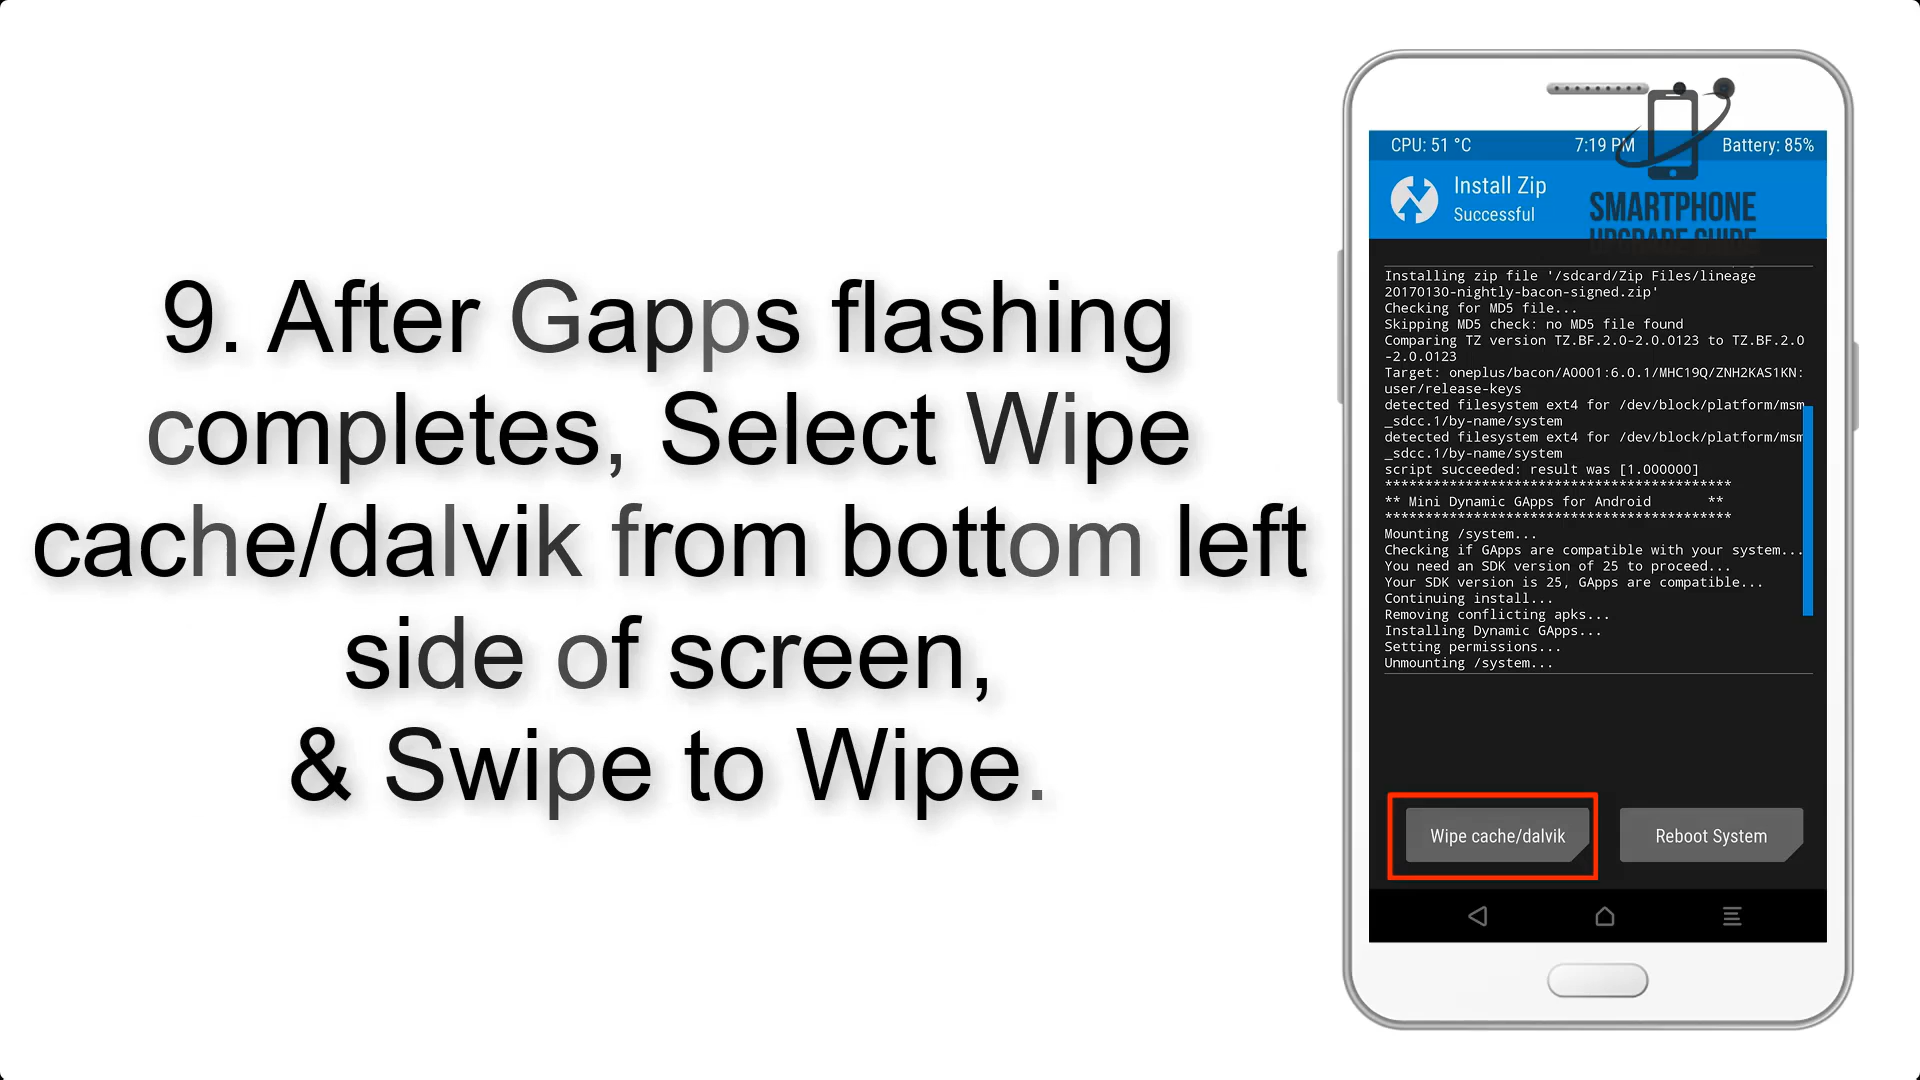 9. After Gapps flashing
completes, Select Wipe
cache/dalvik from bottom left
side of screen,
& Swipe to Wipe.
CPU: 51 °C 7:19 PM Battery: 85%
Install Zip
Successful
SMARTPHONE
UPGRADE GUIDE
Installing zip file '/sdcard/Zip Files/lineage
20170130-nightly-bacon-signed.zip'
Checking for MD5 file...
Skipping MD5 check: no MD5 file found
Comparing TZ version TZ.BF.2.0-2.0.0123 to TZ.BF.2.0
-2.0.0123
Target: oneplus/bacon/A0001:6.0.1/MHC19Q/ZNH2KAS1KN:
user/release-keys
detected filesystem ext4 for /dev/block/platform/msm
_sdcc.1/by-name/system
detected filesystem ext4 for /dev/block/platform/msm
_sdcc.1/by-name/system
script succeeded: result was [1.000000]
******************************************
** Mini Dynamic GApps for Android **
******************************************
Mounting /system...
Checking if GApps are compatible with your system...
You need an SDK version of 25 to proceed...
Your SDK version is 25, GApps are compatible...
Continuing install...
Removing conflicting apks...
Installing Dynamic GApps...
Setting permissions...
Unmounting /system...
Wipe cache/dalvik Reboot System